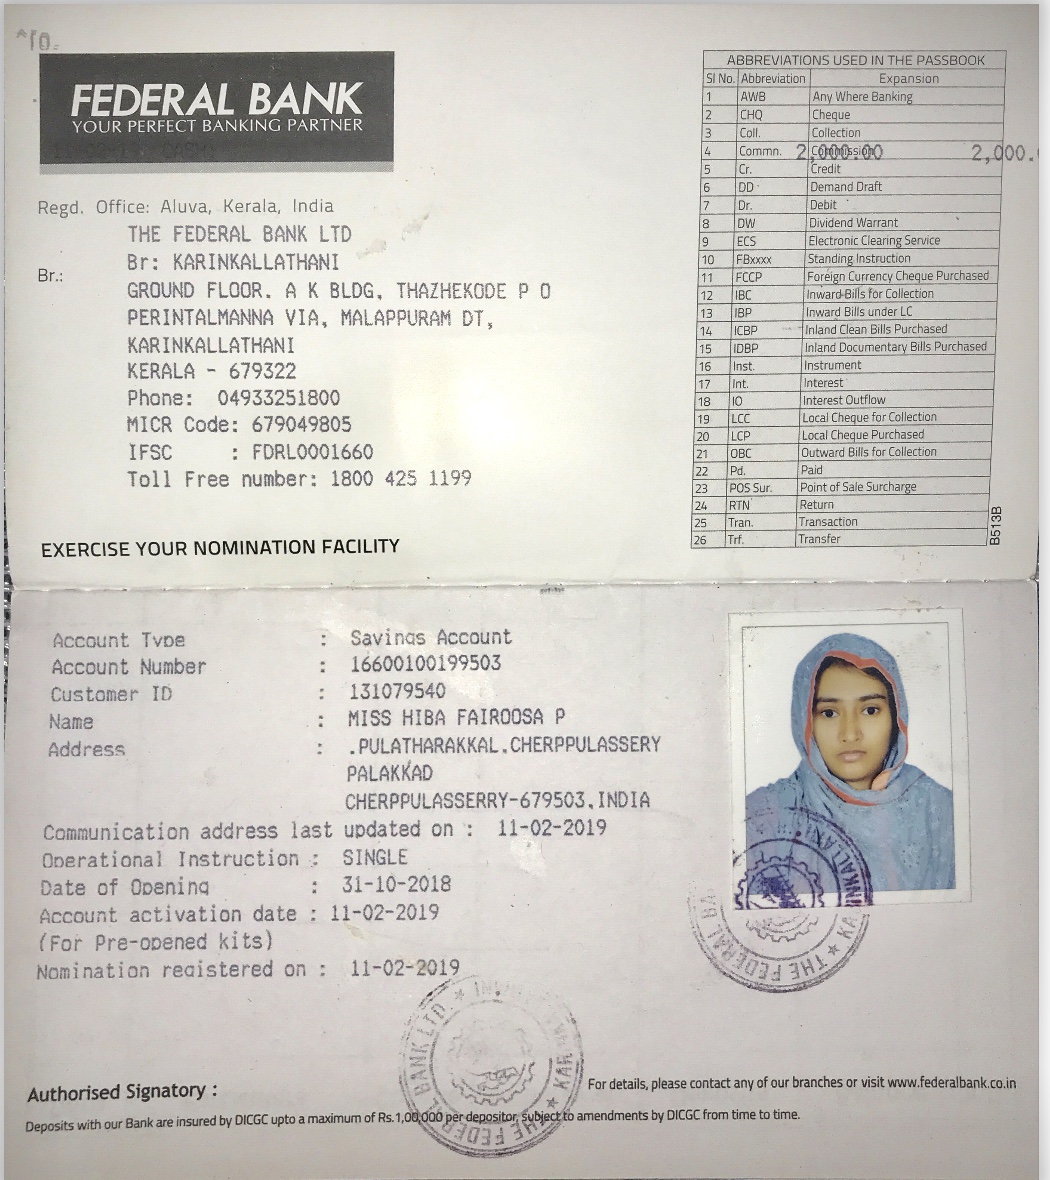 FEDERAL BANK
YOUR PERFECT BANKING PARTNER
Regd. Office: Aluva, Kerala, India
THE FEDERAL BANK LTD
Br.: Br: KARINKALLATHANI
GROUND FLOOR. A K BLDG, THAZHEKODE P O
PERINTALMANNA VIA, MALAPPURAM DT,
KARINKALLATHANI
KERALA - 679322
Phone: 04933251800
MICR Code: 679049805
IFSC : FDRL0001660
Toll Free number: 1800 425 1199
EXERCISE YOUR NOMINATION FACILITY
ABBREVIATIONS USED IN THE PASSBOOK
Sl No. Abbreviation Expansion
1 AWB Any Where Banking
2 CHQ Cheque
3 Coll. Collection
4 Commn. Commission 2,000.00 2,000.
5 Cr. Credit
6 DD Demand Draft
7 Dr. Debit
8 DW Dividend Warrant
9 ECS Electronic Clearing Service
10 FBxxxx Standing Instruction
11 FCCP Foreign Currency Cheque Purchased
12 IBC Inward Bills for Collection
13 IBP Inward Bills under LC
14 ICBP Inland Clean Bills Purchased
15 IDBP Inland Documentary Bills Purchased
16 Inst. Instrument
17 Int. Interest
18 IO Interest Outflow
19 LCC Local Cheque for Collection
20 LCP Local Cheque Purchased
21 OBC Outward Bills for Collection
22 Pd. Paid
23 POS Sur. Point of Sale Surcharge
24 RTN Return
25 Tran. Transaction
26 Trf. Transfer
B513B
Account Type : Savings Account
Account Number : 16600100199503
Customer ID : 131079540
Name : MISS HIBA FAIROOSA P
Address : .PULATHARAKKAL.CHERPPULASSERY
PALAKKAD
CHERPPULASSERRY-679503.INDIA
Communication address last updated on : 11-02-2019
Operational Instruction : SINGLE
Date of Opening : 31-10-2018
Account activation date : 11-02-2019
(For Pre-opened kits)
Nomination registered on : 11-02-2019
Authorised Signatory :
For details, please contact any of our branches or visit www.federalbank.co.in
Deposits with our Bank are insured by DICGC upto a maximum of Rs.1,00,000 per depositor, subject to amendments by DICGC from time to time.
THE FEDERAL BANK LTD.
THE FEDERAL